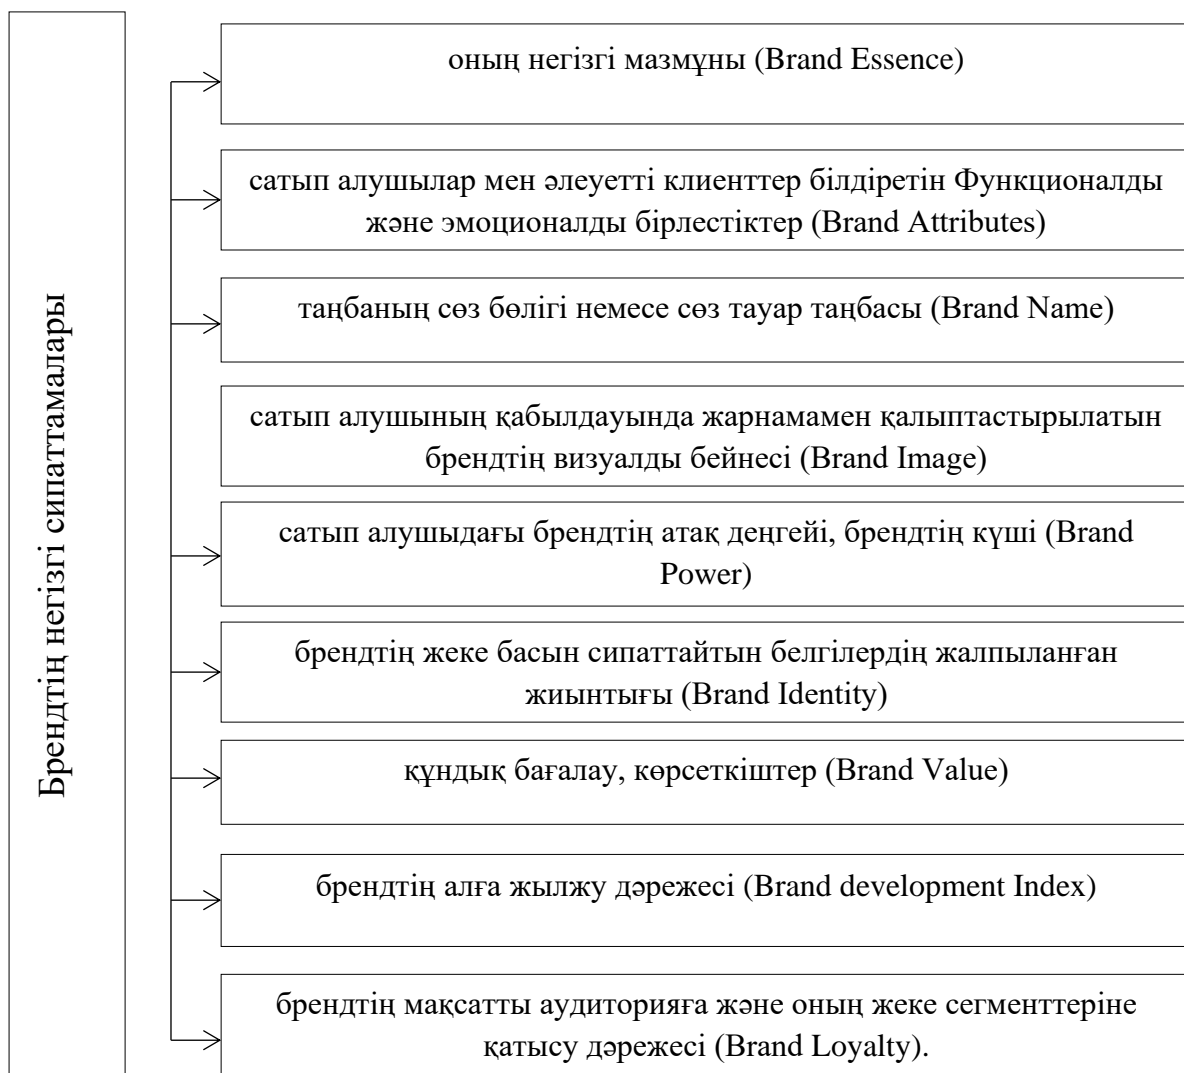 Брендтің негізгі сипаттамалары
оның негізгі мазмұны (Brand Essence)
сатып алушылар мен әлеуетті клиенттер білдіретін Функционалды
және эмоционалды бірлестіктер (Brand Attributes)
таңбаның сөз бөлігі немесе сөз тауар таңбасы (Brand Name)
сатып алушының қабылдауында жарнамамен қалыптастырылатын
брендтің визуалды бейнесі (Brand Image)
сатып алушыдағы брендтің атақ деңгейі, брендтің күші (Brand
Power)
брендтің жеке басын сипаттайтын белгілердің жалпыланған
жиынтығы (Brand Identity)
құндық бағалау, көрсеткіштер (Brand Value)
брендтің алға жылжу дәрежесі (Brand development Index)
брендтің мақсатты аудиторияға және оның жеке сегменттеріне
қатысу дәрежесі (Brand Loyalty).